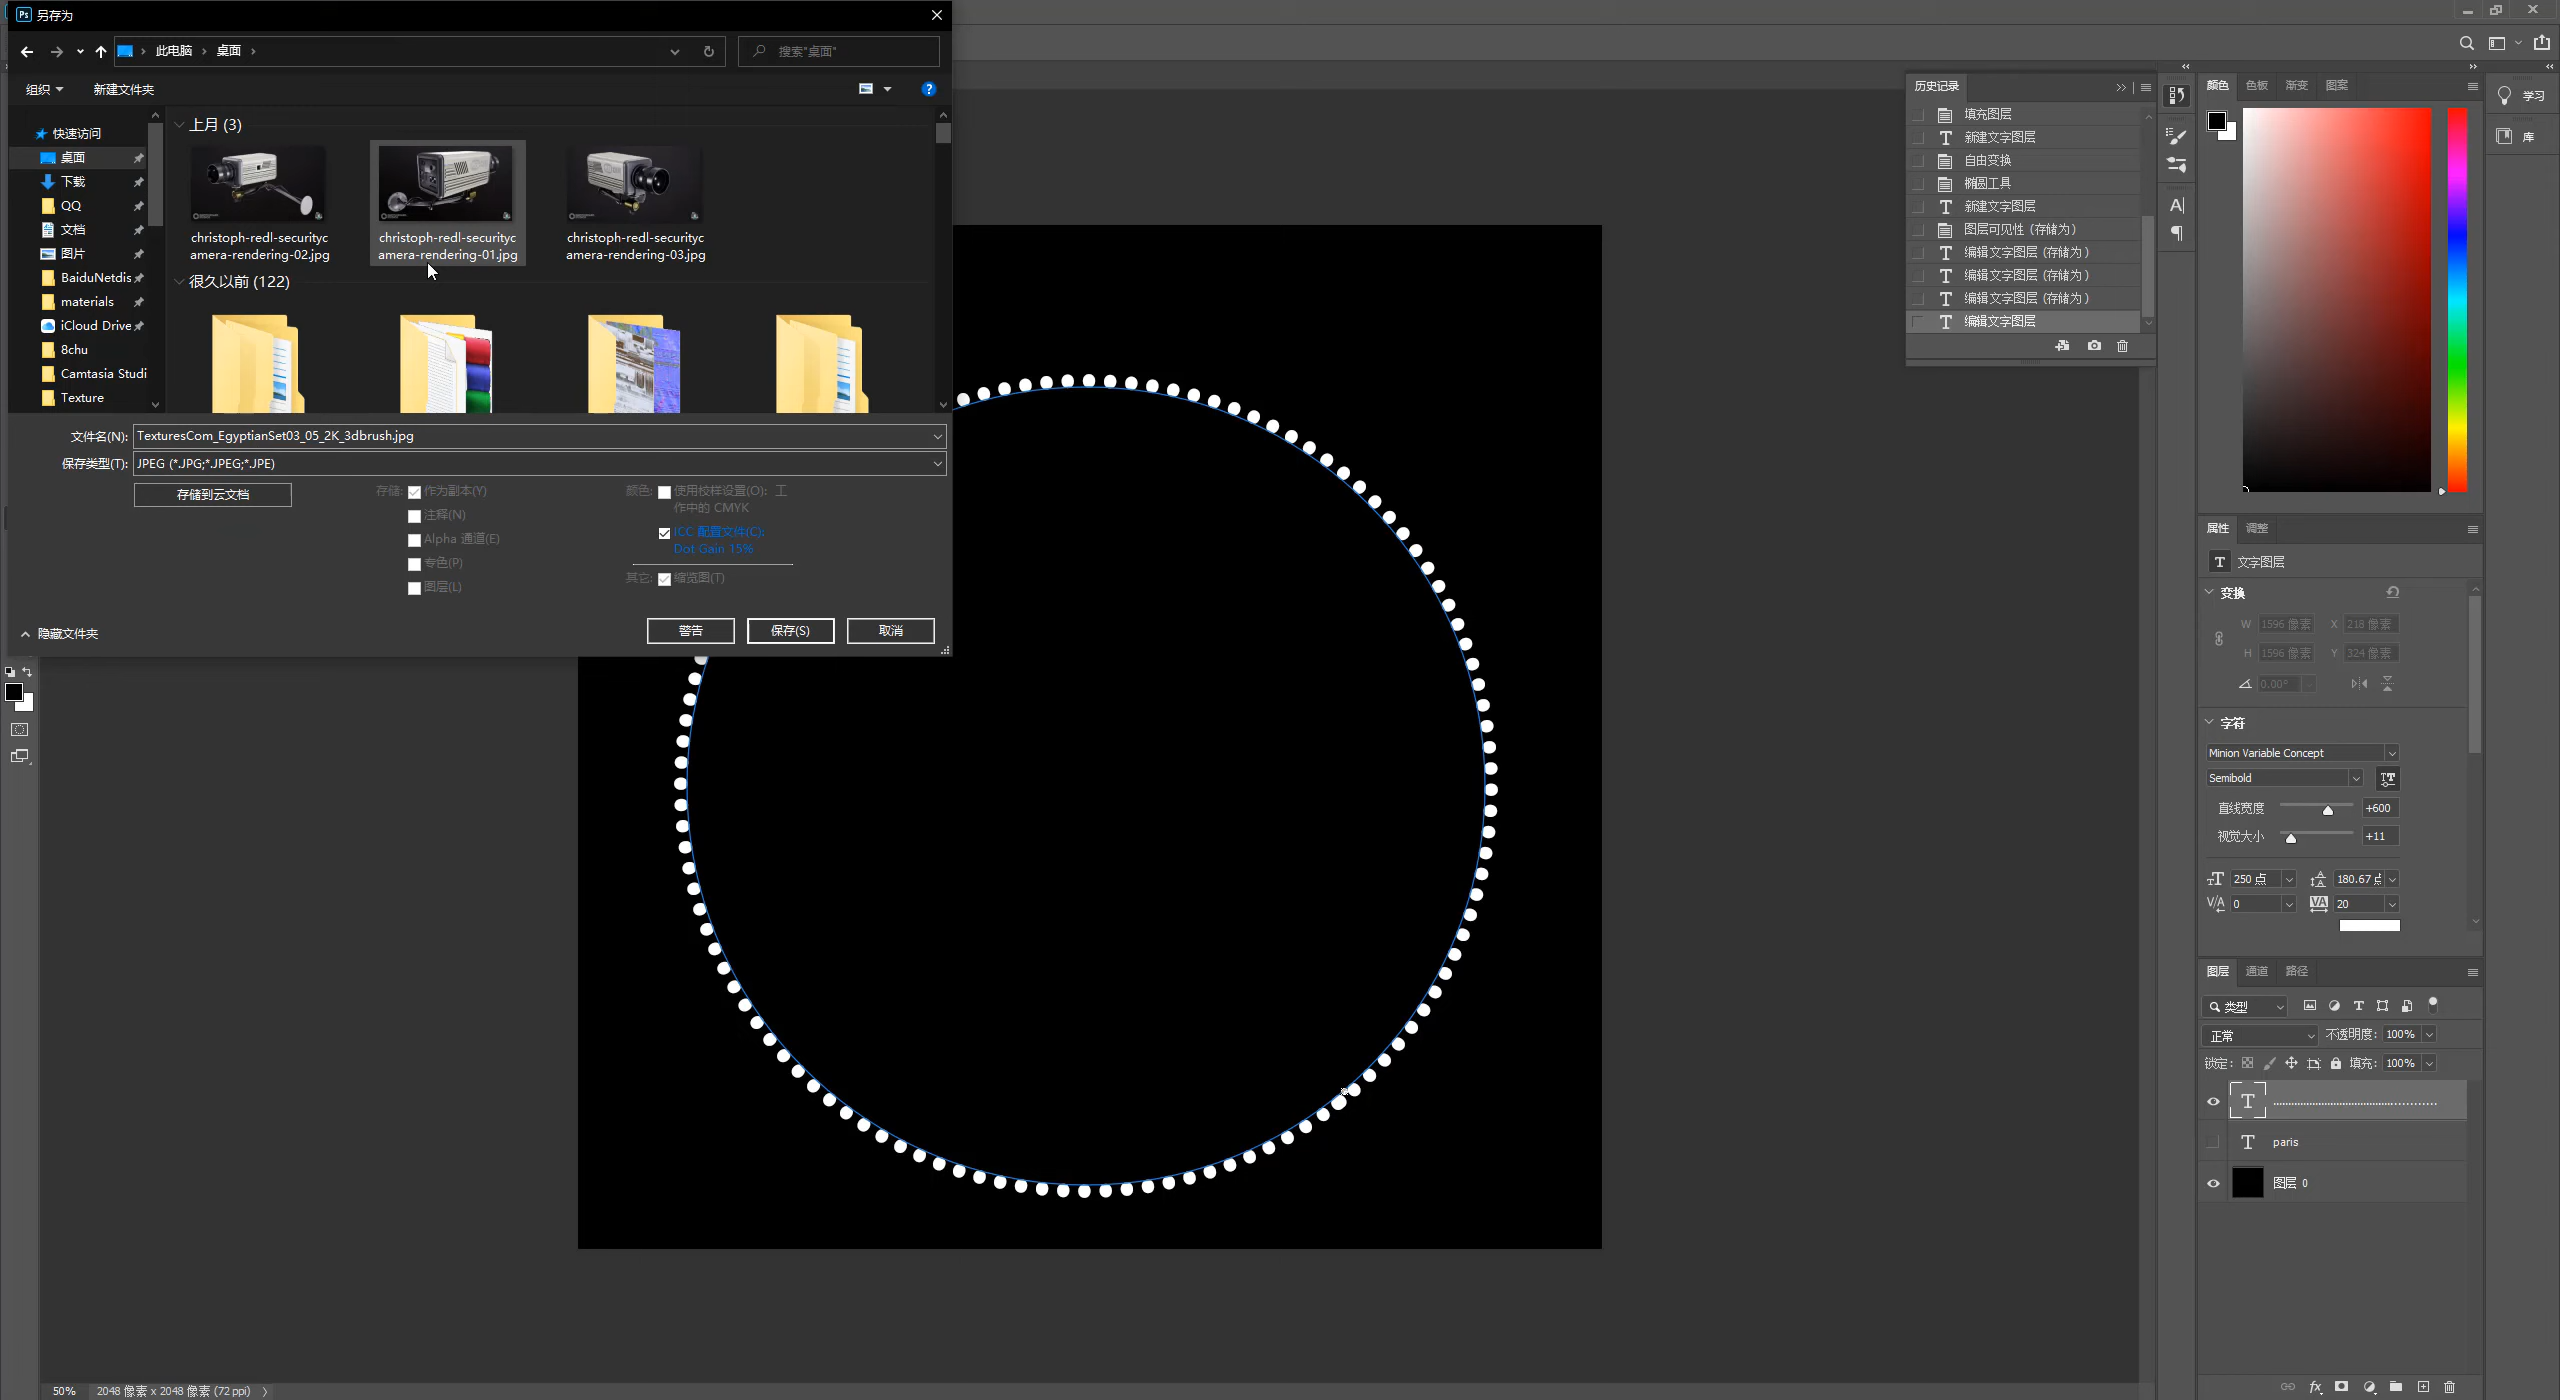 另存为
此电脑
桌面
搜索"桌面"
组织
新建文件夹
快速访问
桌面
下载
QQ
文档
图片
BaiduNetdis
materials
iCloud Drive
8chu
Camtasia Studi
Texture
上月 (3)
christoph-redl-securityc
amera-rendering-02.jpg
christoph-redl-securityc
amera-rendering-01.jpg
christoph-redl-securityc
amera-rendering-03.jpg
很久以前 (122)
文件名(N):
TexturesCom_EgyptianSet03_05_2K_3dbrush.jpg
保存类型(T):
JPEG (*.JPG;*.JPEG;*.JPE)
存储到云文档
存储:
作为副本(Y)
注释(N)
Alpha 通道(E)
专色(P)
图层(L)
颜色:
使用校样设置(O): 工
作中的 CMYK
ICC 配置文件(C):
Dot Gain 15%
其它:
缩览图(T)
隐藏文件夹
警告
保存(S)
取消
历史记录
填充图层
新建文字图层
自由变换
椭圆工具
新建文字图层
图层可见性 (存储为)
编辑文字图层 (存储为)
编辑文字图层 (存储为)
编辑文字图层 (存储为)
编辑文字图层
颜色
色板
渐变
图案
学习
库
属性
调整
文字图层
变换
W
1596 像素
X
218 像素
H
1596 像素
Y
324 像素
0.00°
字符
Minion Variable Concept
Semibold
直线宽度
+600
视觉大小
+11
250 点
180.67 点
0
20
图层
通道
路径
类型
正常
不透明度:
100%
锁定:
填充:
100%
paris
图层 0
50%
2048 像素 x 2048 像素 (72 ppi)